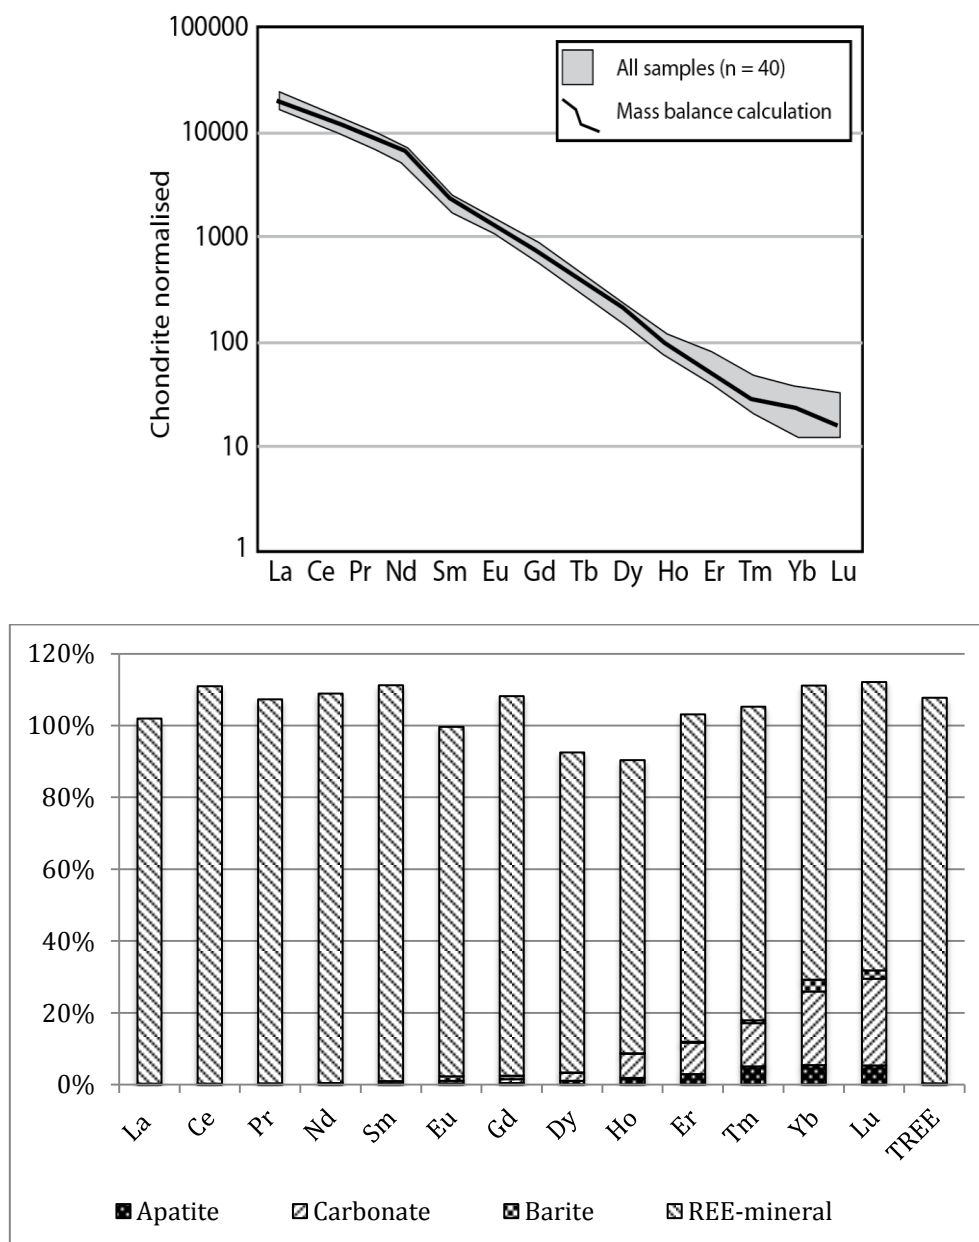 100000
10000
1000
100
10
1
Chondrite normalised
All samples (n = 40)
Mass balance calculation
La Ce Pr Nd Sm Eu Gd Tb Dy Ho Er Tm Yb Lu
120%
100%
80%
60%
40%
20%
0%
La Ce Pr Nd Sm Eu Gd Dy Ho Er Tm Yb Lu TREE
Apatite Carbonate Barite REE-mineral